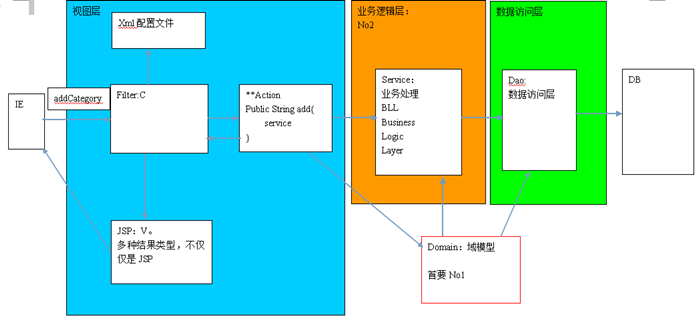 视图层
Xml 配置文件
业务逻辑层：
No2
数据访问层
IE
addCategory
Filter:C
**Action
Public String add(
service
}
Service：
业务处理
BLL
Business
Logic
Layer
Dao:
数据访问层
DB
JSP：V。
多种结果类型，不仅
仅是 JSP
Domain：域模型
首要 No1